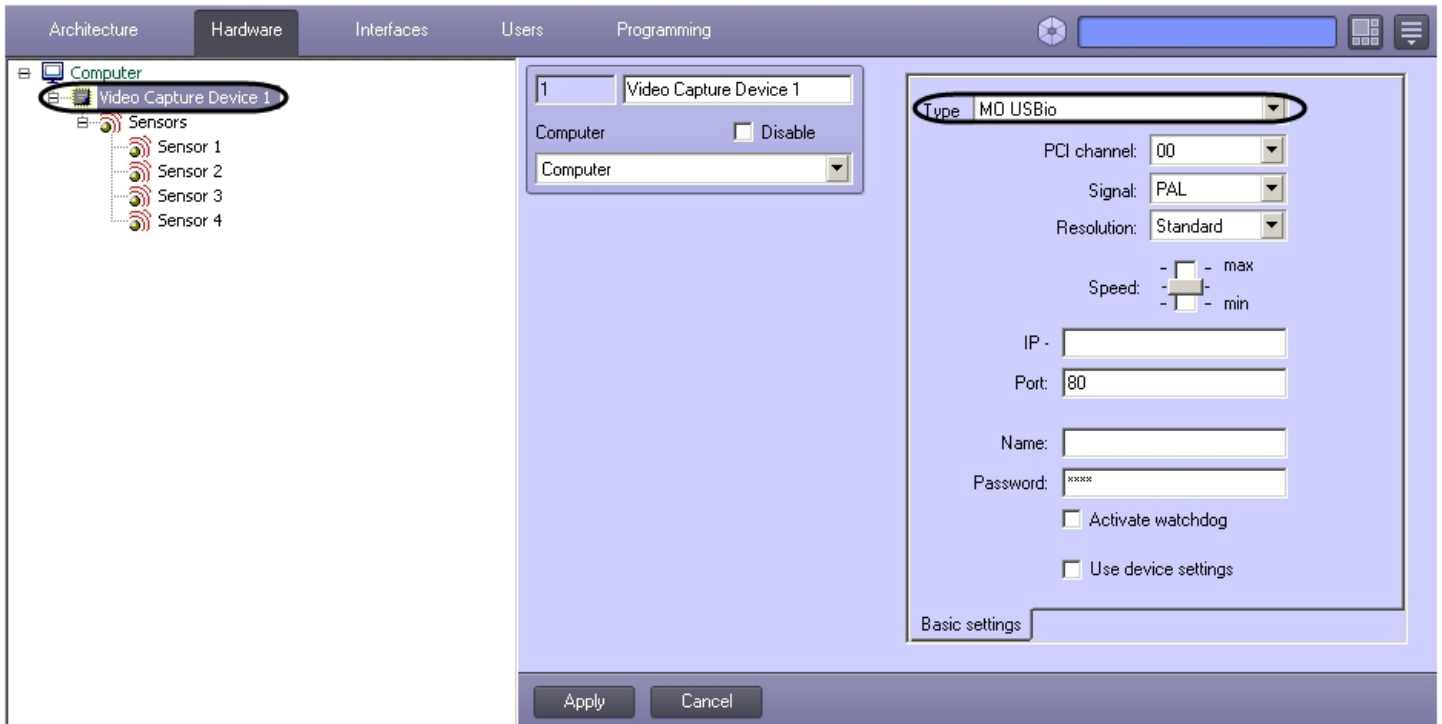 Architecture Hardware Interfaces Users Programming
Computer
Video Capture Device 1
Sensors
Sensor 1
Sensor 2
Sensor 3
Sensor 4
1 Video Capture Device 1
Computer Disable
Computer
Type MO USBio
PCI channel: 00
Signal: PAL
Resolution: Standard
max
Speed:
min
IP -
Port: 80
Name:
Password: ****
Activate watchdog
Use device settings
Basic settings
Apply Cancel